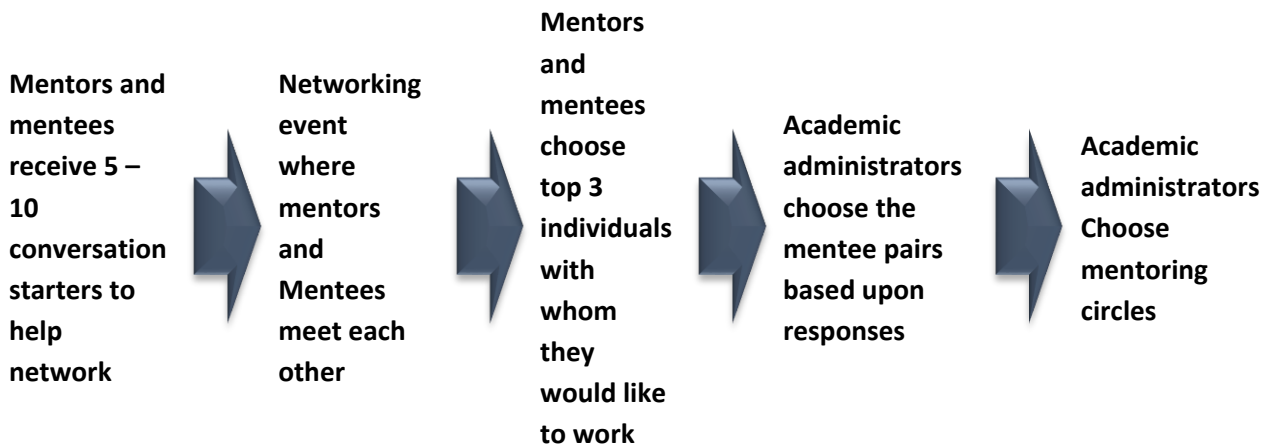 Mentors and
mentees
receive 5 –
10
conversation
starters to
help
network
Networking
event
where
mentors
and
Mentees
meet each
other
Mentors
and
mentees
choose
top 3
individuals
with
whom
they
would like
to work
Academic
administrators
choose the
mentee pairs
based upon
responses
Academic
administrators
Choose
mentoring
circles